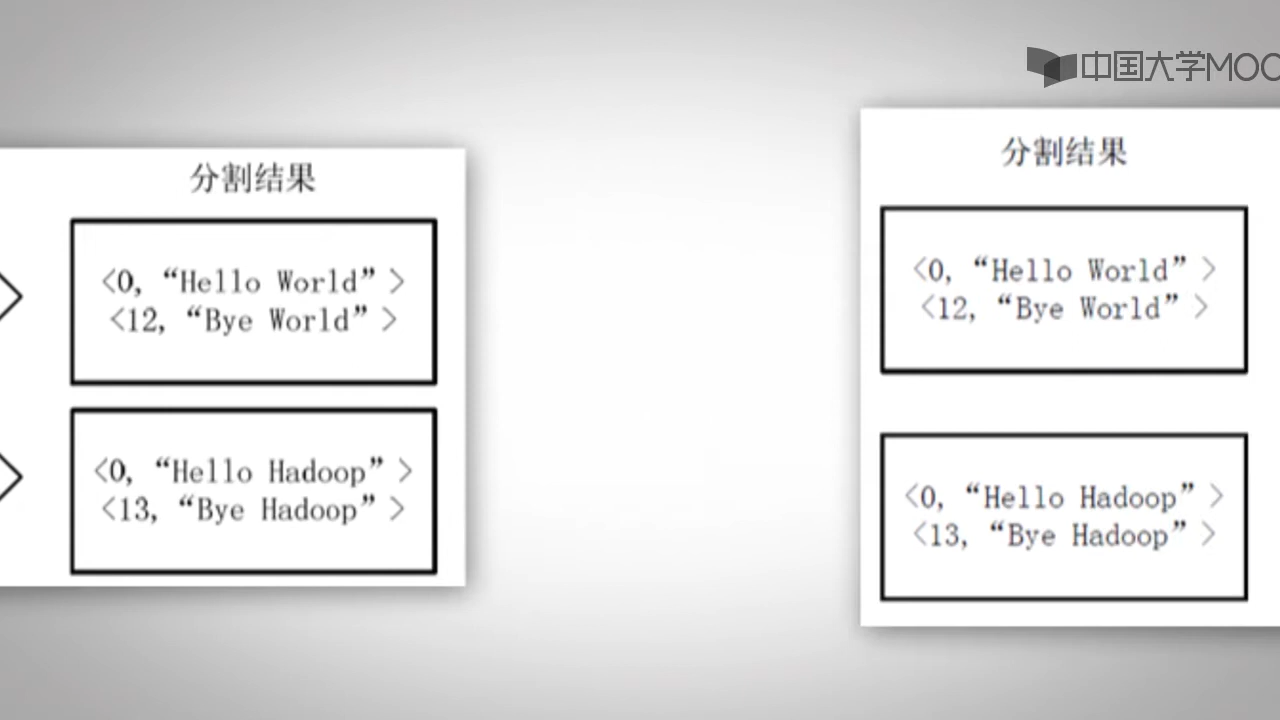 中国大学MOO
分割结果
<0, “Hello World” >
<12, “Bye World” >
<0, “Hello Hadoop” >
<13, “Bye Hadoop” >
分割结果
<0, “Hello World” >
<12, “Bye World” >
<0, “Hello Hadoop” >
<13, “Bye Hadoop” >